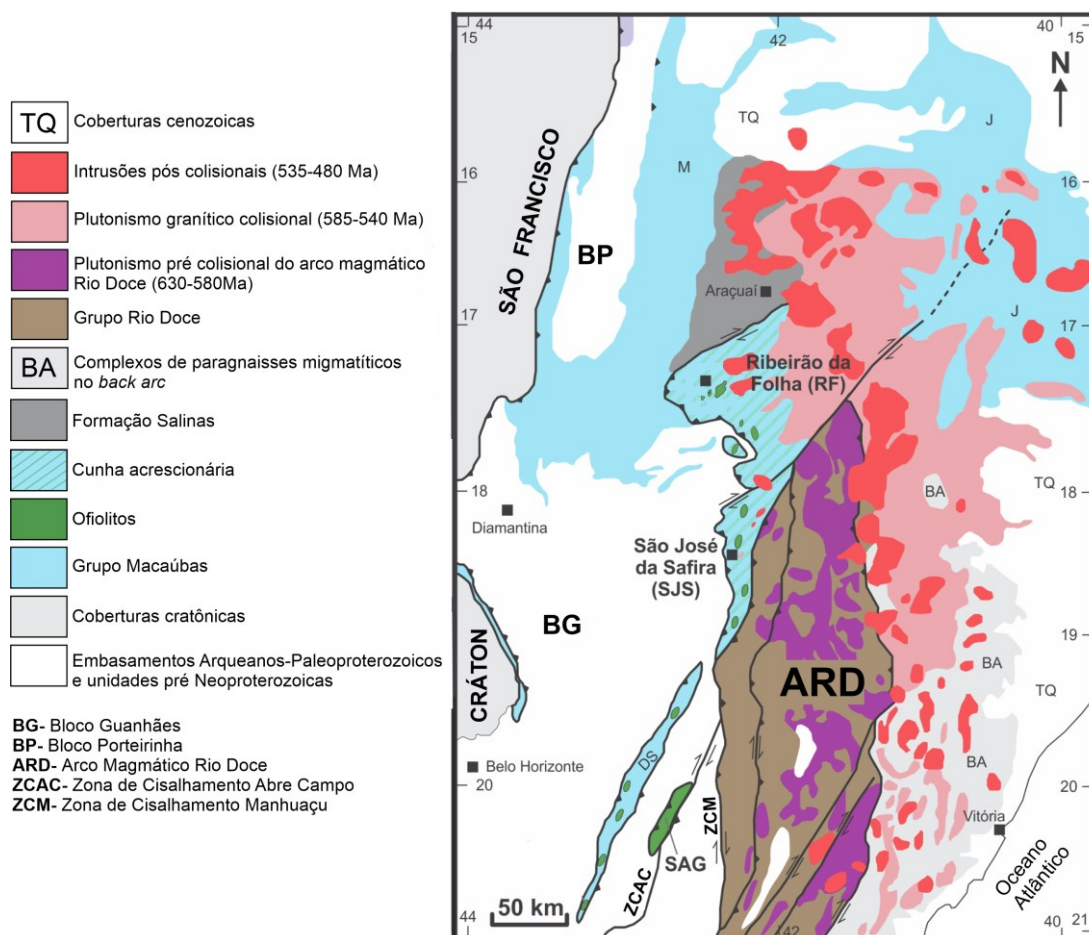 TQ
Coberturas cenozoicas
Intrusões pós colisionais (535-480 Ma)
Plutonismo granítico colisional (585-540 Ma)
Plutonismo pré colisional do arco magmático
Rio Doce (630-580Ma)
Grupo Rio Doce
BA
Complexos de paragnaisses migmatíticos
no back arc
Formação Salinas
Cunha acrescionária
Ofiolitos
Grupo Macaúbas
Coberturas cratônicas
Embasamentos Arqueanos-Paleoproterozoicos
e unidades pré Neoproterozoicas
BG- Bloco Guanhães
BP- Bloco Porteirinha
ARD- Arco Magmático Rio Doce
ZCAC- Zona de Cisalhamento Abre Campo
ZCM- Zona de Cisalhamento Manhuaçu
44
15
42
40
15
N
TQ
J
M
16
16
SÃO FRANCISCO
BP
Araçuaí
17
17
J
Ribeirão da
Folha (RF)
18
18
BA
TQ
Diamantina
São José
da Safira
(SJS)
BG
19
CRÁTON
ARD
BA
TQ
DS
Belo Horizonte
BA
20
20
ZCM
Vitória
SAG
ZCAC
Oceano
Atlântico
50 km
44
42
40
21